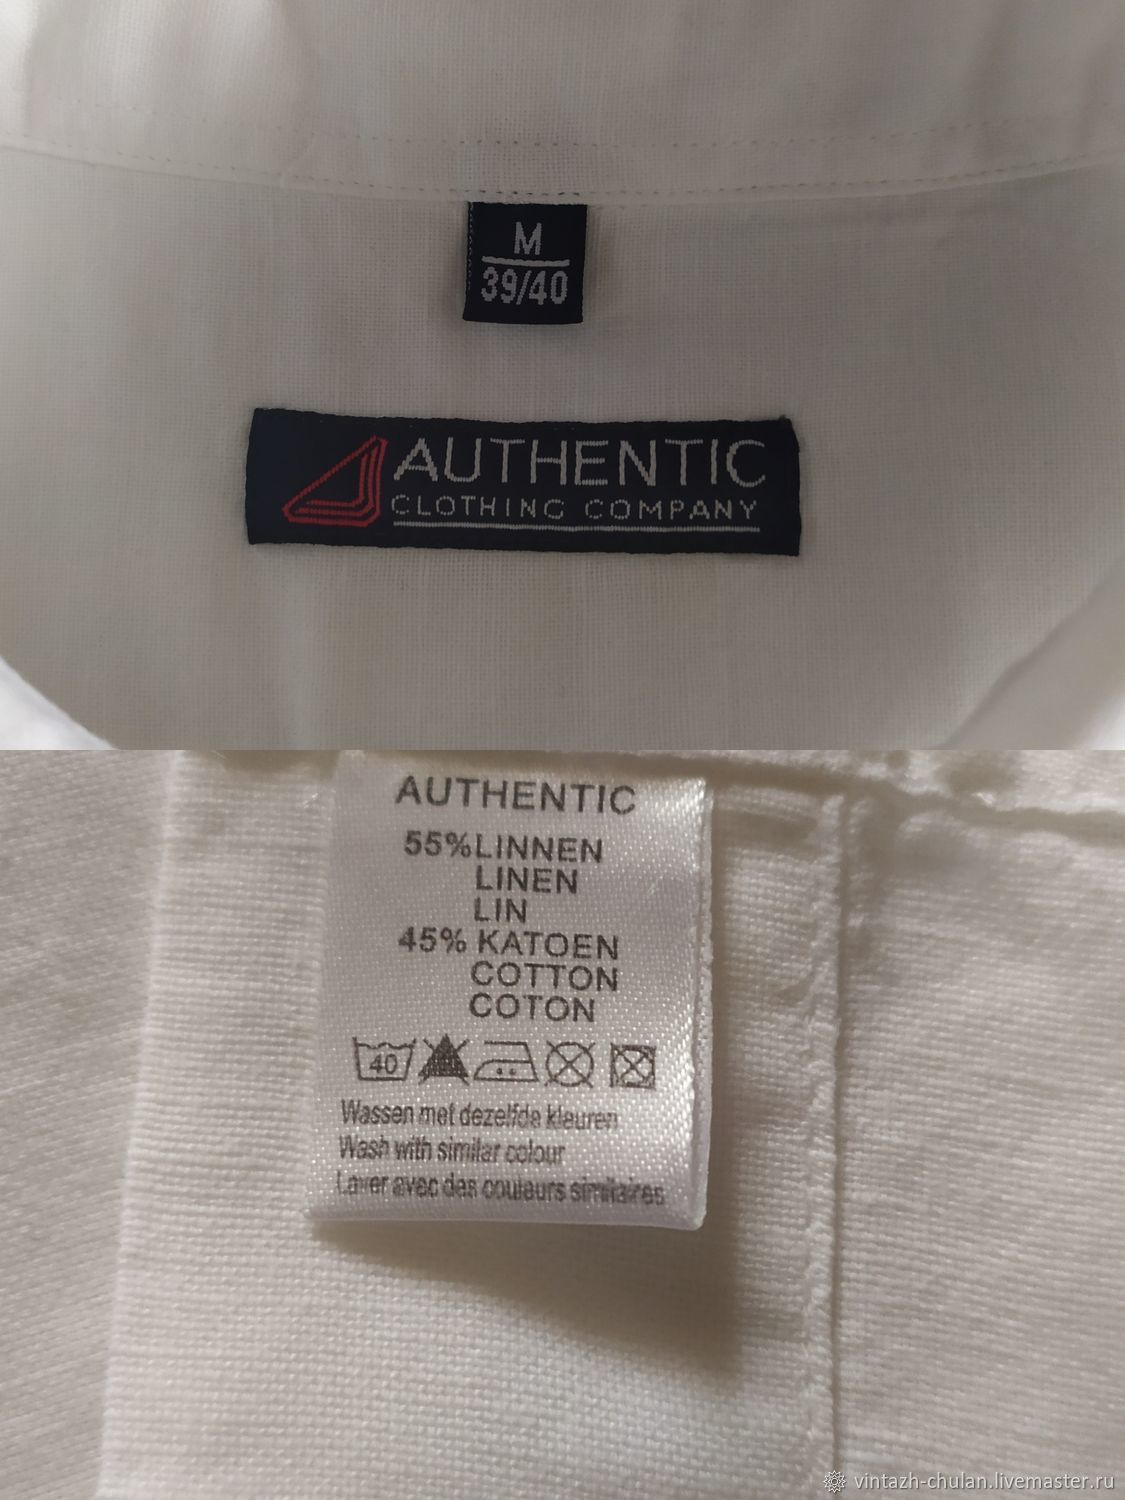 M
39/40
AUTHENTIC
CLOTHING COMPANY
AUTHENTIC
55% LINNEN
LINEN
LIN
45% KATOEN
COTTON
COTON
40
Wassen met dezelfde kleuren
Wash with similar colour
Laver avec des couleurs similaires
vintazh-chulan.livemaster.ru